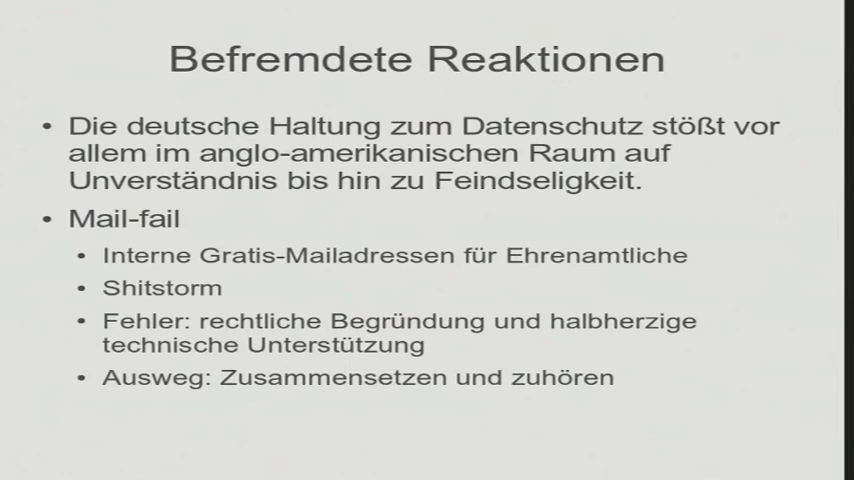 Befremdete Reaktionen
• Die deutsche Haltung zum Datenschutz stößt vor
allem im anglo-amerikanischen Raum auf
Unverständnis bis hin zu Feindseligkeit.
• Mail-fail
• Interne Gratis-Mailadressen für Ehrenamtliche
• Shitstorm
• Fehler: rechtliche Begründung und halbherzige
technische Unterstützung
• Ausweg: Zusammensetzen und zuhören